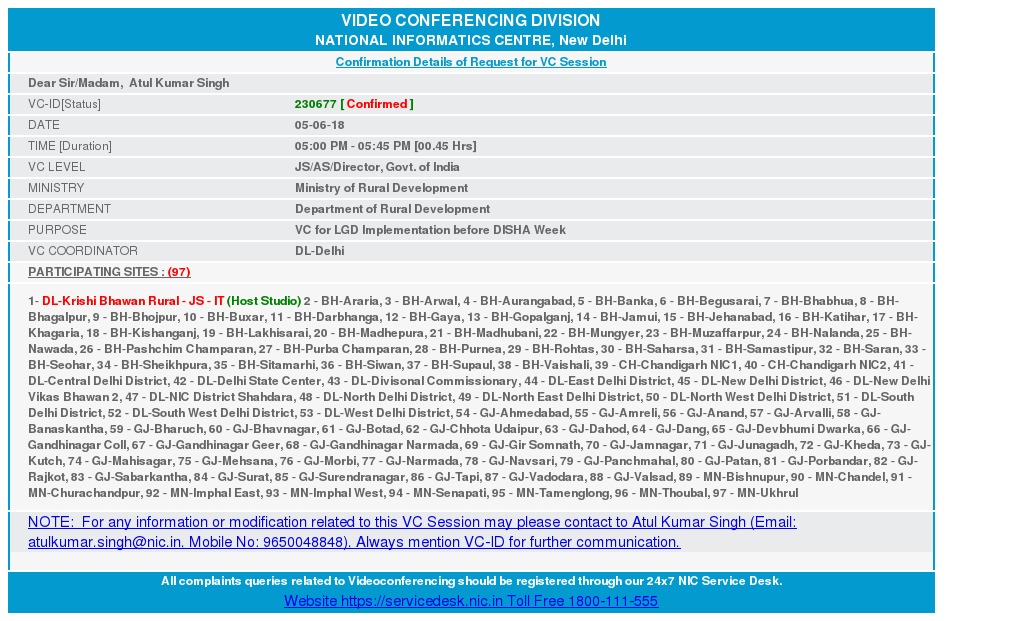 VIDEO CONFERENCING DIVISION
NATIONAL INFORMATICS CENTRE, New Delhi
Confirmation Details of Request for VC Session
Dear Sir/Madam,  Atul Kumar Singh
VC-ID[Status] 230677 [ Confirmed ]
DATE 05-06-18
TIME [Duration] 05:00 PM - 05:45 PM [00.45 Hrs]
VC LEVEL JS/AS/Director, Govt. of India
MINISTRY Ministry of Rural Development
DEPARTMENT Department of Rural Development
PURPOSE VC for LGD Implementation before DISHA Week
VC COORDINATOR DL-Delhi
PARTICIPATING SITES : (97)
1- DL-Krishi Bhawan Rural - JS - IT (Host Studio) 2 - BH-Araria, 3 - BH-Arwal, 4 - BH-Aurangabad, 5 - BH-Banka, 6 - BH-Begusarai, 7 - BH-Bhabhua, 8 - BH-
Bhagalpur, 9 - BH-Bhojpur, 10 - BH-Buxar, 11 - BH-Darbhanga, 12 - BH-Gaya, 13 - BH-Gopalganj, 14 - BH-Jamui, 15 - BH-Jehanabad, 16 - BH-Katihar, 17 - BH-
Khagaria, 18 - BH-Kishanganj, 19 - BH-Lakhisarai, 20 - BH-Madhepura, 21 - BH-Madhubani, 22 - BH-Mungyer, 23 - BH-Muzaffarpur, 24 - BH-Nalanda, 25 - BH-
Nawada, 26 - BH-Pashchim Champaran, 27 - BH-Purba Champaran, 28 - BH-Purnea, 29 - BH-Rohtas, 30 - BH-Saharsa, 31 - BH-Samastipur, 32 - BH-Saran, 33 -
BH-Seohar, 34 - BH-Sheikhpura, 35 - BH-Sitamarhi, 36 - BH-Siwan, 37 - BH-Supaul, 38 - BH-Vaishali, 39 - CH-Chandigarh NIC1, 40 - CH-Chandigarh NIC2, 41 -
DL-Central Delhi District, 42 - DL-Delhi State Center, 43 - DL-Divisonal Commissionary, 44 - DL-East Delhi District, 45 - DL-New Delhi District, 46 - DL-New Delhi
Vikas Bhawan 2, 47 - DL-NIC District Shahdara, 48 - DL-North Delhi District, 49 - DL-North East Delhi District, 50 - DL-North West Delhi District, 51 - DL-South
Delhi District, 52 - DL-South West Delhi District, 53 - DL-West Delhi District, 54 - GJ-Ahmedabad, 55 - GJ-Amreli, 56 - GJ-Anand, 57 - GJ-Arvalli, 58 - GJ-
Banaskantha, 59 - GJ-Bharuch, 60 - GJ-Bhavnagar, 61 - GJ-Botad, 62 - GJ-Chhota Udaipur, 63 - GJ-Dahod, 64 - GJ-Dang, 65 - GJ-Devbhumi Dwarka, 66 - GJ-
Gandhinagar Coll, 67 - GJ-Gandhinagar Geer, 68 - GJ-Gandhinagar Narmada, 69 - GJ-Gir Somnath, 70 - GJ-Jamnagar, 71 - GJ-Junagadh, 72 - GJ-Kheda, 73 - GJ-
Kutch, 74 - GJ-Mahisagar, 75 - GJ-Mehsana, 76 - GJ-Morbi, 77 - GJ-Narmada, 78 - GJ-Navsari, 79 - GJ-Panchmahal, 80 - GJ-Patan, 81 - GJ-Porbandar, 82 - GJ-
Rajkot, 83 - GJ-Sabarkantha, 84 - GJ-Surat, 85 - GJ-Surendranagar, 86 - GJ-Tapi, 87 - GJ-Vadodara, 88 - GJ-Valsad, 89 - MN-Bishnupur, 90 - MN-Chandel, 91 -
MN-Churachandpur, 92 - MN-Imphal East, 93 - MN-Imphal West, 94 - MN-Senapati, 95 - MN-Tamenglong, 96 - MN-Thoubal, 97 - MN-Ukhrul
NOTE:  For any information or modification related to this VC Session may please contact to Atul Kumar Singh (Email:
atulkumar.singh@nic.in, Mobile No: 9650048848). Always mention VC-ID for further communication.
All complaints queries related to Videoconferencing should be registered through our 24x7 NIC Service Desk.
Website https://servicedesk.nic.in Toll Free 1800-111-555